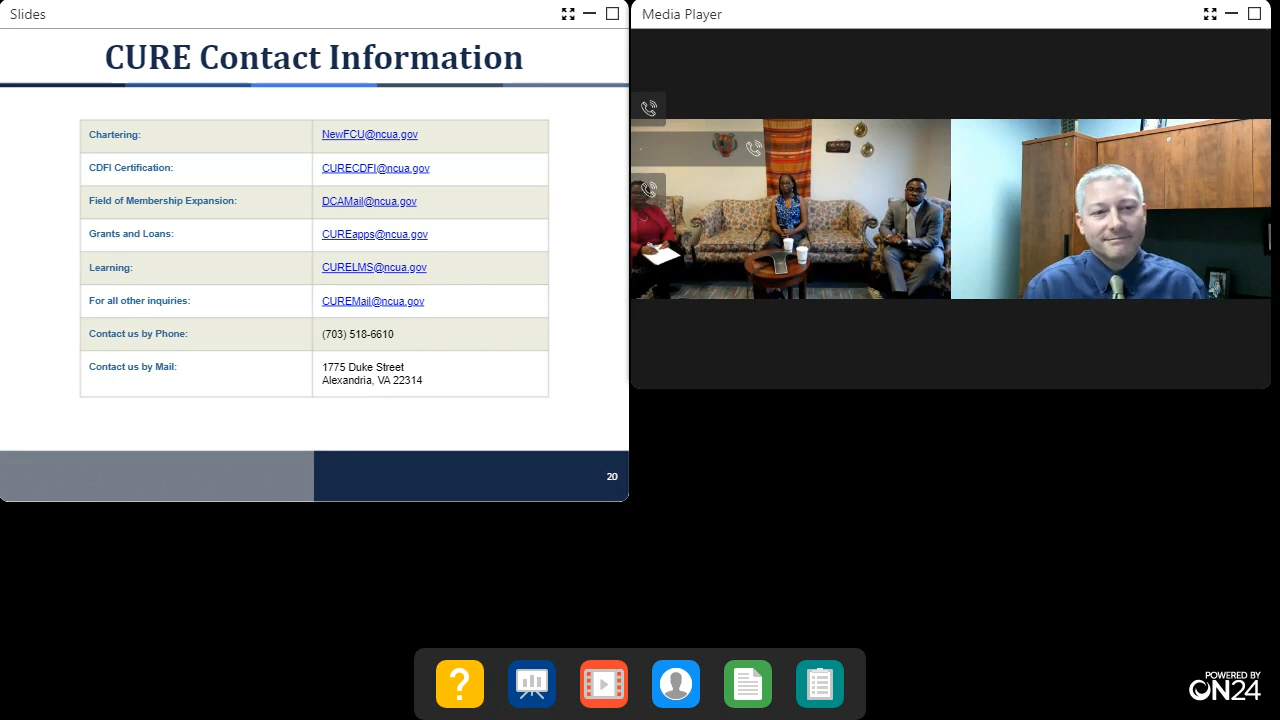 Slides
CURE Contact Information
Chartering: NewFCU@ncua.gov
CDFI Certification: CURECDFI@ncua.gov
Field of Membership Expansion: DCAMail@ncua.gov
Grants and Loans: CUREapps@ncua.gov
Learning: CURELMS@ncua.gov
For all other inquiries: CUREMail@ncua.gov
Contact us by Phone: (703) 518-6610
Contact us by Mail: 1775 Duke Street
Alexandria, VA 22314
20
Media Player
?
POWERED BY
ON24